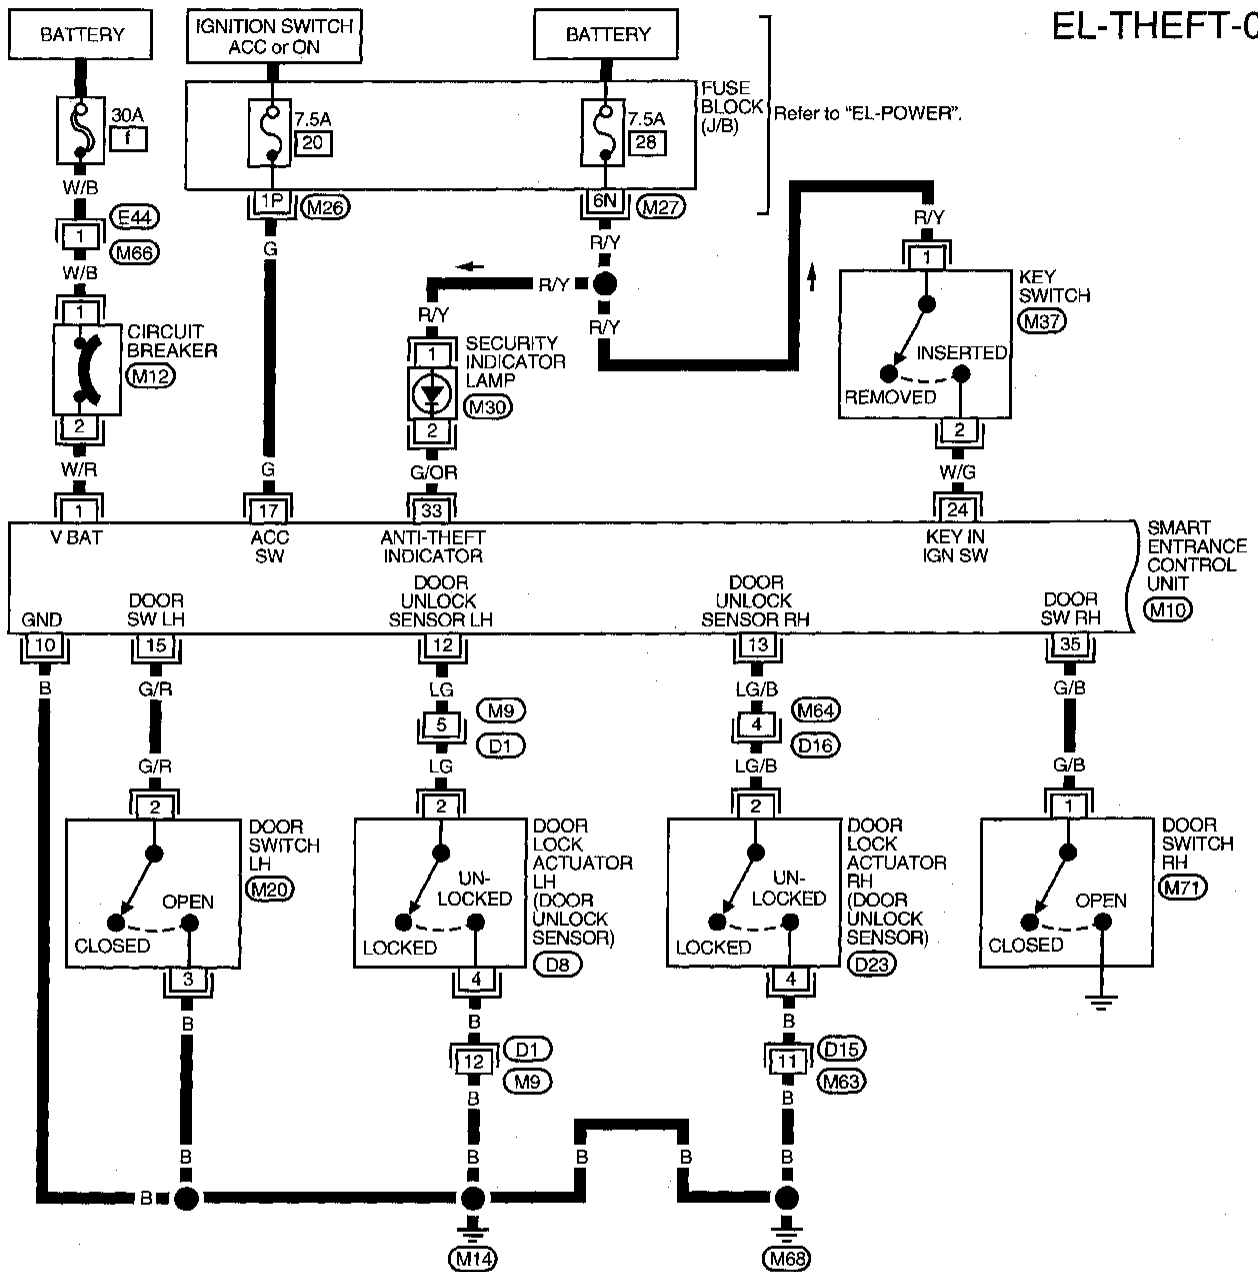 EL-THEFT-0
BATTERY
IGNITION SWITCH
ACC or ON
BATTERY
30A
f
7.5A
20
7.5A
28
FUSE
BLOCK
(J/B)
Refer to "EL-POWER".
W/B
1P
M26
6N
M27
E44
1
M66
G
R/Y
R/Y
W/B
R/Y
R/Y
R/Y
1
KEY
SWITCH
M37
INSERTED
REMOVED
1
CIRCUIT
BREAKER
M12
1
SECURITY
INDICATOR
LAMP
M30
2
2
2
W/R
G
G/OR
W/G
1
17
33
24
V BAT
ACC
SW
ANTI-THEFT
INDICATOR
KEY IN
IGN SW
SMART
ENTRANCE
CONTROL
UNIT
M10
GND
DOOR
SW LH
DOOR
UNLOCK
SENSOR LH
DOOR
UNLOCK
SENSOR RH
DOOR
SW RH
10
15
12
13
35
B
G/R
LG
LG/B
G/B
5
M9
D1
4
M64
D16
G/R
LG
LG/B
G/B
2
2
2
1
DOOR
SWITCH
LH
M20
OPEN
CLOSED
DOOR
LOCK
ACTUATOR
LH
(DOOR
UNLOCK
SENSOR)
D8
UN-
LOCKED
LOCKED
DOOR
LOCK
ACTUATOR
RH
(DOOR
UNLOCK
SENSOR)
D23
UN-
LOCKED
LOCKED
DOOR
SWITCH
RH
M71
OPEN
CLOSED
3
4
4
B
B
B
12
D1
M9
11
D15
M63
B
B
B
B
B
B
B
B
M14
M68